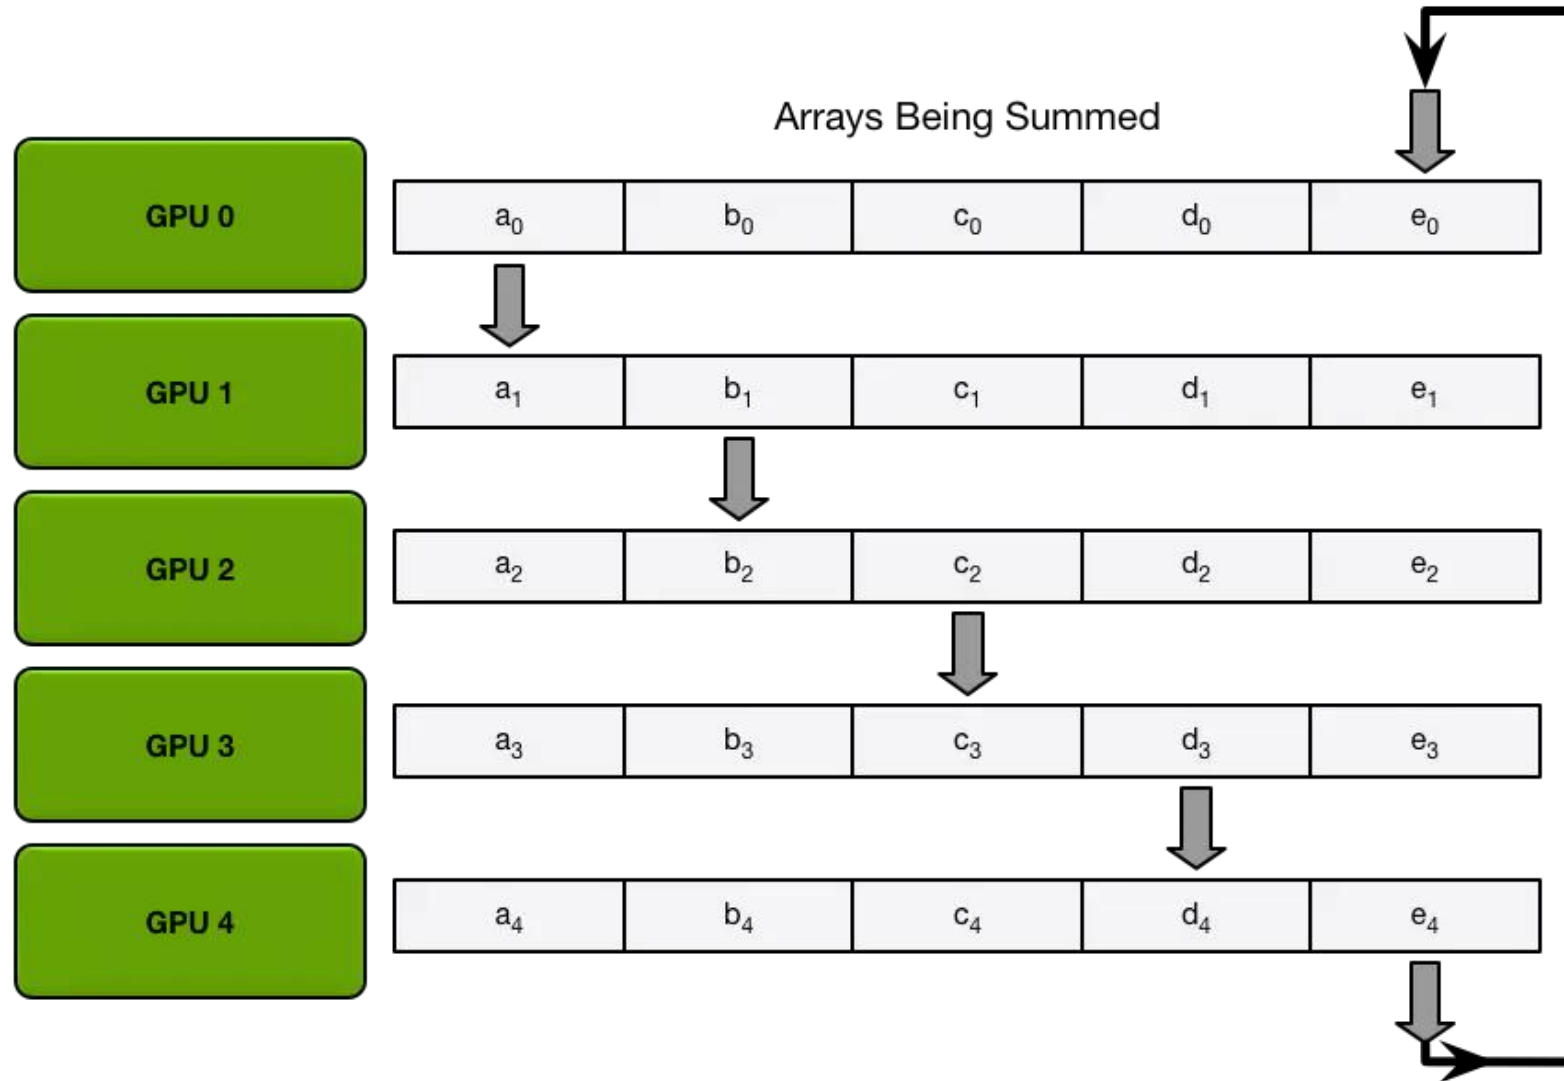 Arrays Being Summed
GPU 0 a₀ b₀ c₀ d₀ e₀
GPU 1 a₁ b₁ c₁ d₁ e₁
GPU 2 a₂ b₂ c₂ d₂ e₂
GPU 3 a₃ b₃ c₃ d₃ e₃
GPU 4 a₄ b₄ c₄ d₄ e₄